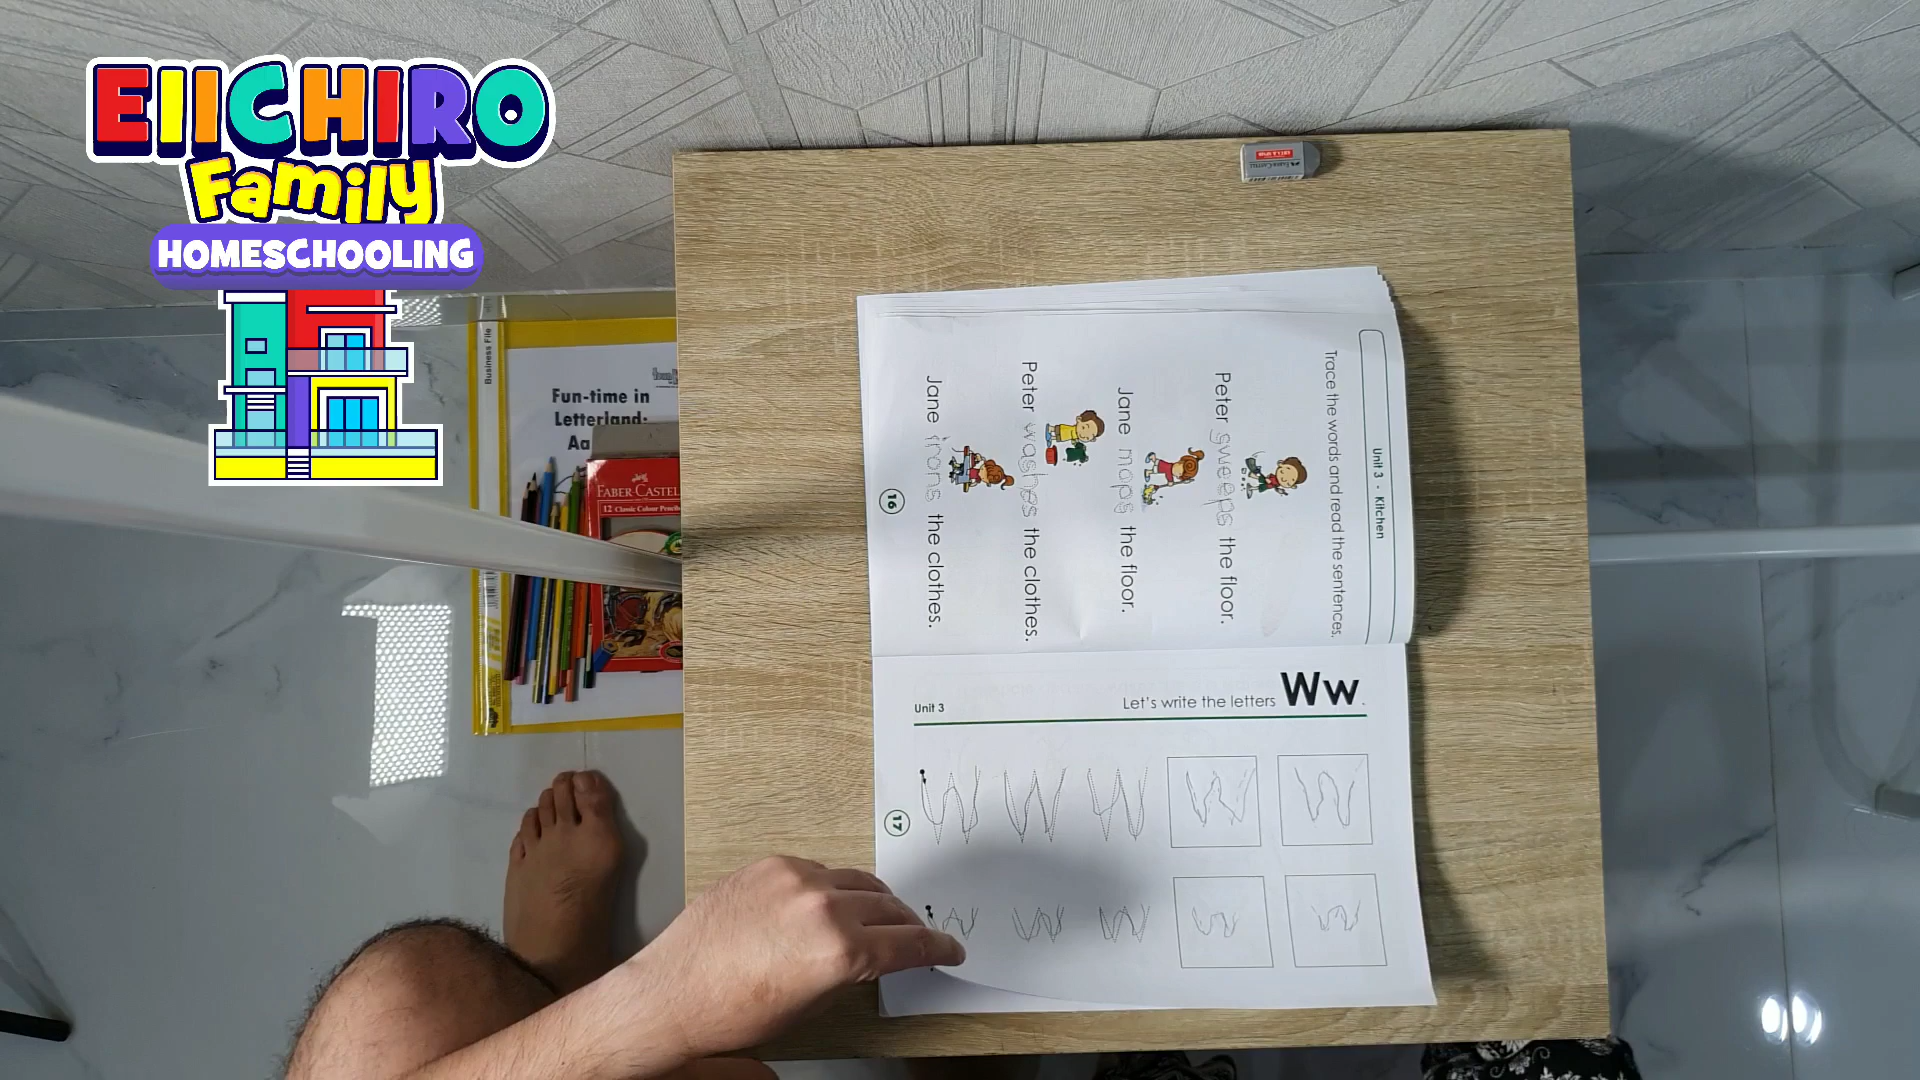 EIICHIRO
Family
HOMESCHOOLING
Business File
Fun-time in
Letterland:
Aa
FABER-CASTEL
12 Classic Colour Pencils
Unit 3 - Kitchen
Trace the words and read the sentences.
Peter sweeps the floor.
Jane mops the floor.
Peter washes the clothes.
Jane irons the clothes.
16
Unit 3
Let's write the letters Ww.
W W W W W
w w w w w
17